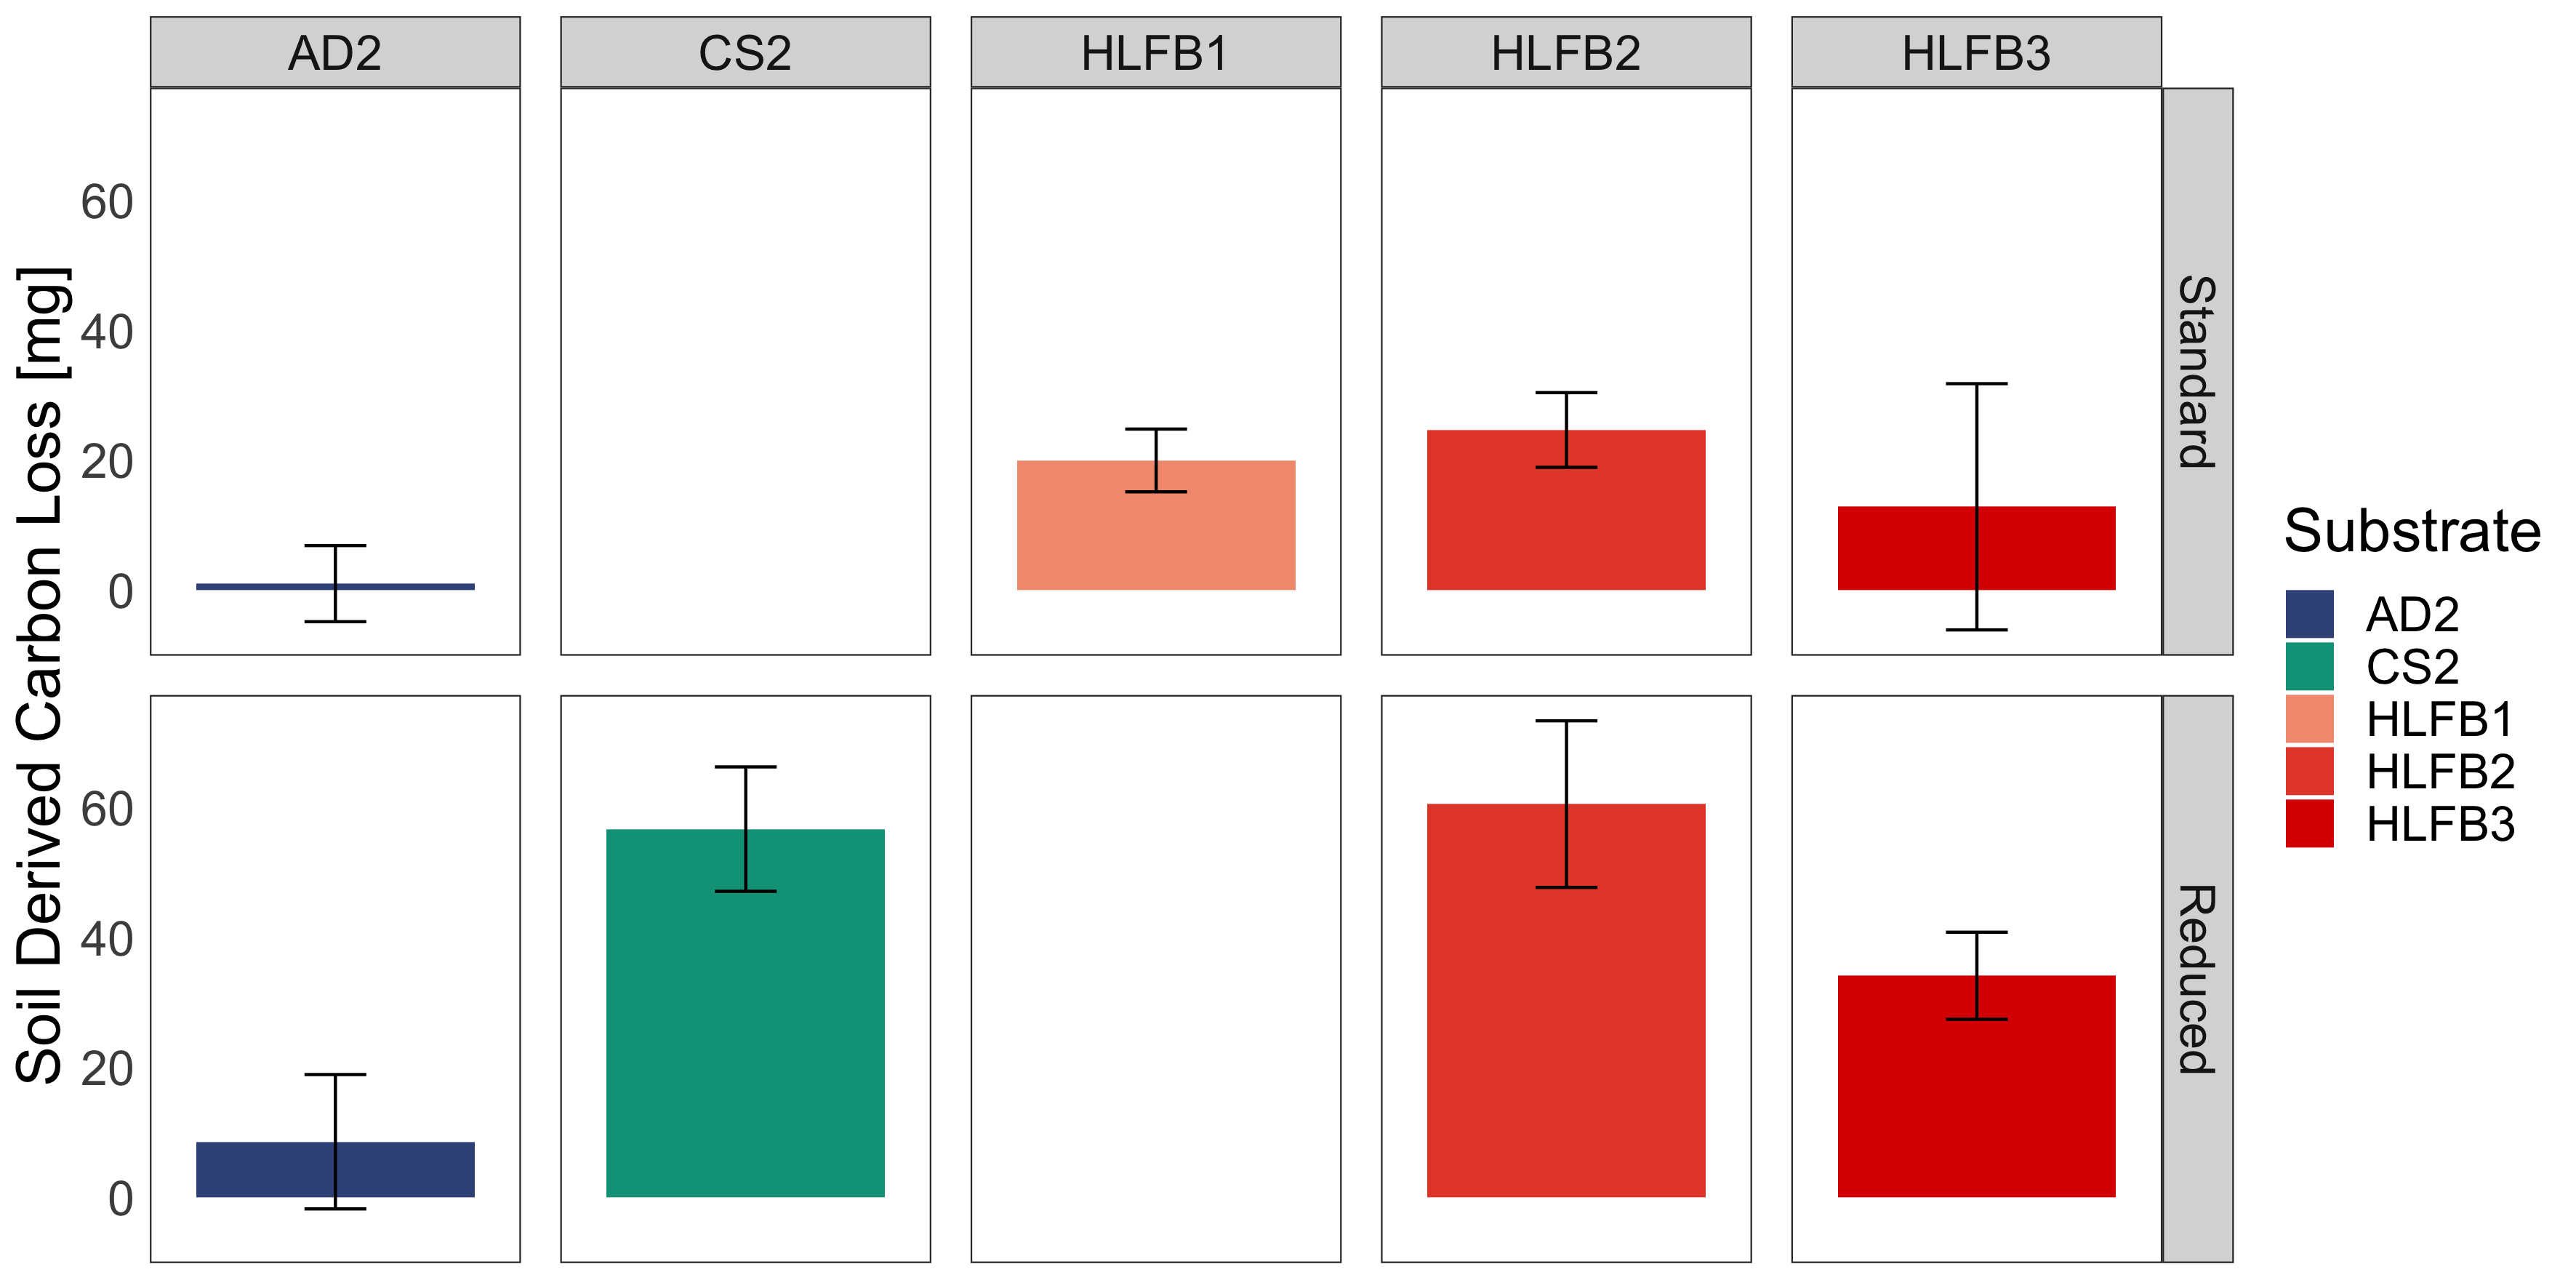 AD2
CS2
HLFB1
HLFB2
HLFB3
Soil Derived Carbon Loss [mg]
60
40
20
0
Standard
60
40
20
0
Reduced
Substrate
AD2
CS2
HLFB1
HLFB2
HLFB3